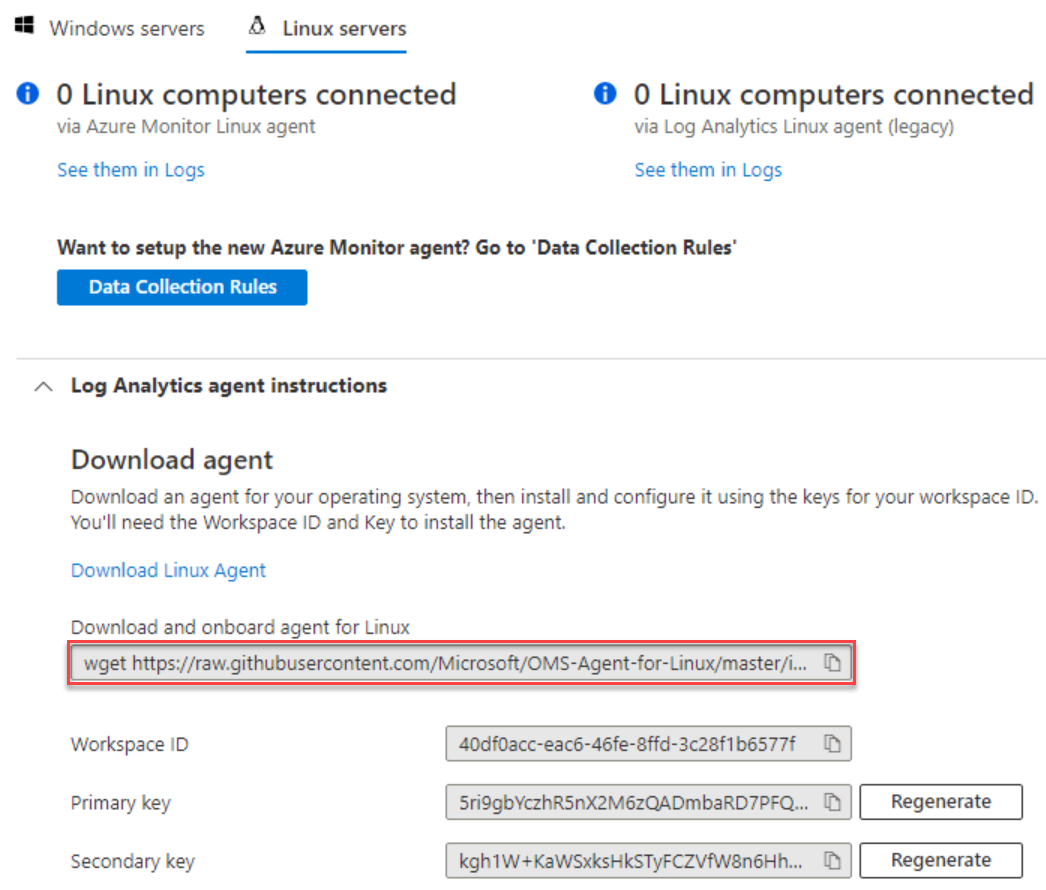 Windows servers
Linux servers
0 Linux computers connected
via Azure Monitor Linux agent
See them in Logs
0 Linux computers connected
via Log Analytics Linux agent (legacy)
See them in Logs
Want to setup the new Azure Monitor agent? Go to 'Data Collection Rules'
Data Collection Rules
Log Analytics agent instructions
Download agent
Download an agent for your operating system, then install and configure it using the keys for your workspace ID.
You'll need the Workspace ID and Key to install the agent.
Download Linux Agent
Download and onboard agent for Linux
wget https://raw.githubusercontent.com/Microsoft/OMS-Agent-for-Linux/master/i...
Workspace ID
40df0acc-eac6-46fe-8ffd-3c28f1b6577f
Primary key
5ri9gbYczhR5nX2M6zQADmbaRD7PFQ...
Regenerate
Secondary key
kgh1W+KaWSxksHkSTyFCZVfW8n6Hh...
Regenerate